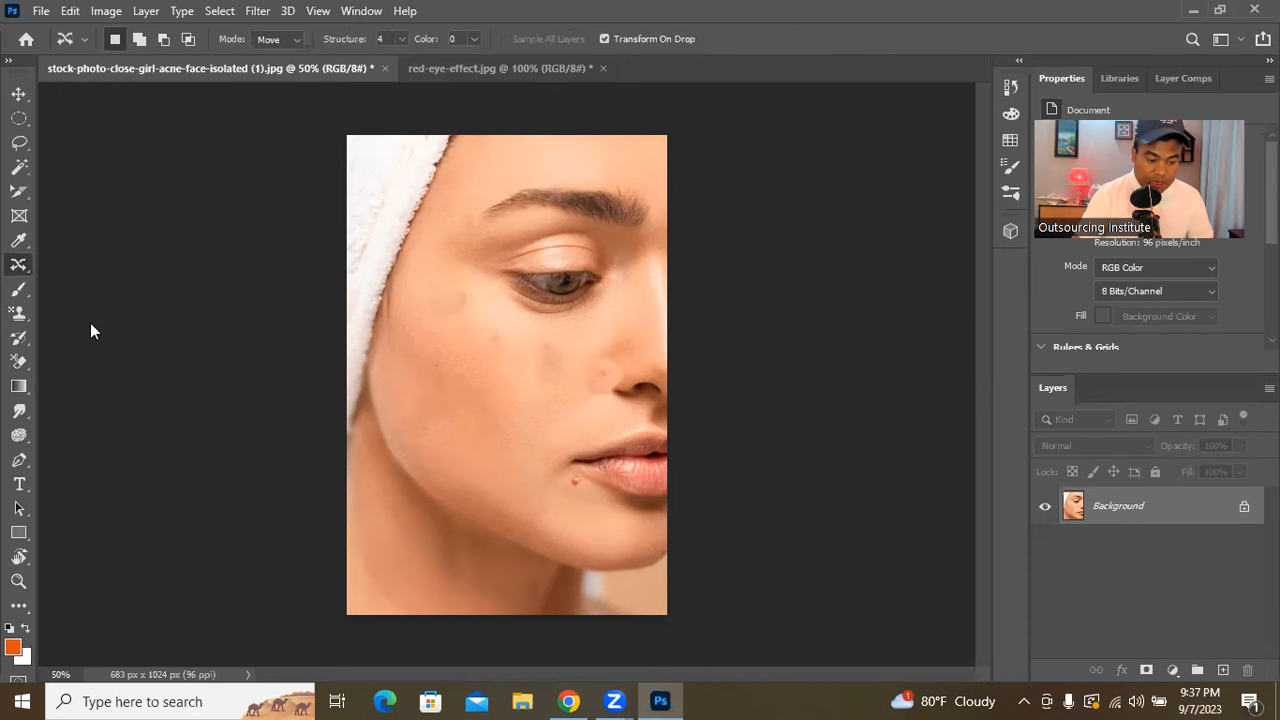 Ps File Edit Image Layer Type Select Filter 3D View Window Help
Mode: Move Structure: 4 Color: 0 Sample All Layers Transform On Drop
stock-photo-close-girl-acne-face-isolated (1).jpg @ 50% (RGB/8#) * × red-eye-effect.jpg @ 100% (RGB/8#) * ×
Properties Libraries Layer Comps
Document
Outsourcing Institute
Resolution: 96 pixels/inch
Mode RGB Color
8 Bits/Channel
Fill Background Color
Rulers & Grids
Layers
Kind
Normal Opacity: 100%
Lock: Fill: 100%
Background
50% 683 px x 1024 px (96 ppi)
Type here to search
Ps
1 80°F Cloudy
9:37 PM
9/7/2023
1